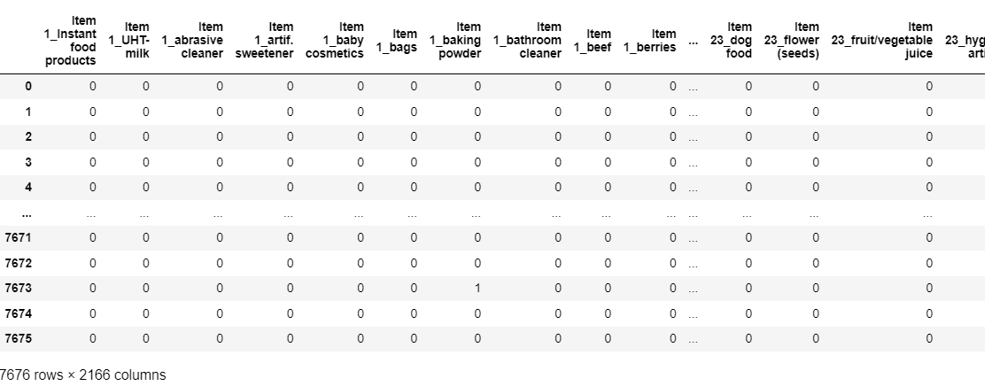 Item
1_Instant
food
products
Item
1_UHT-
milk
Item
1_abrasive
cleaner
Item
1_artif.
sweetener
Item
1_baby
cosmetics
Item
1_bags
Item
1_baking
powder
Item
1_bathroom
cleaner
Item
1_beef
Item
1_berries
...
Item
23_dog
food
Item
23_flower
(seeds)
Item
23_fruit/vegetable
juice
23_hyg
arti
0 0 0 0 0 0 0 0 0 0 0 ... 0 0 0
1 0 0 0 0 0 0 0 0 0 0 ... 0 0 0
2 0 0 0 0 0 0 0 0 0 0 ... 0 0 0
3 0 0 0 0 0 0 0 0 0 0 ... 0 0 0
4 0 0 0 0 0 0 0 0 0 0 ... 0 0 0
... ... ... ... ... ... ... ... ... ... ... ... ... ... ...
7671 0 0 0 0 0 0 0 0 0 0 ... 0 0 0
7672 0 0 0 0 0 0 0 0 0 0 ... 0 0 0
7673 0 0 0 0 0 0 1 0 0 0 ... 0 0 0
7674 0 0 0 0 0 0 0 0 0 0 ... 0 0 0
7675 0 0 0 0 0 0 0 0 0 0 ... 0 0 0
7676 rows × 2166 columns